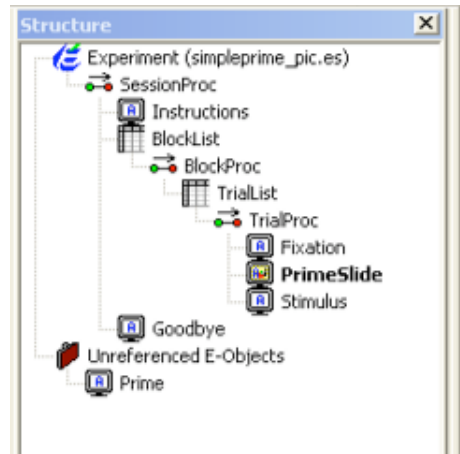 Structure
Experiment (simpleprime_pic.es)
SessionProc
A Instructions
BlockList
BlockProc
TrialList
TrialProc
A Fixation
A PrimeSlide
A Stimulus
A Goodbye
Unreferenced E-Objects
A Prime